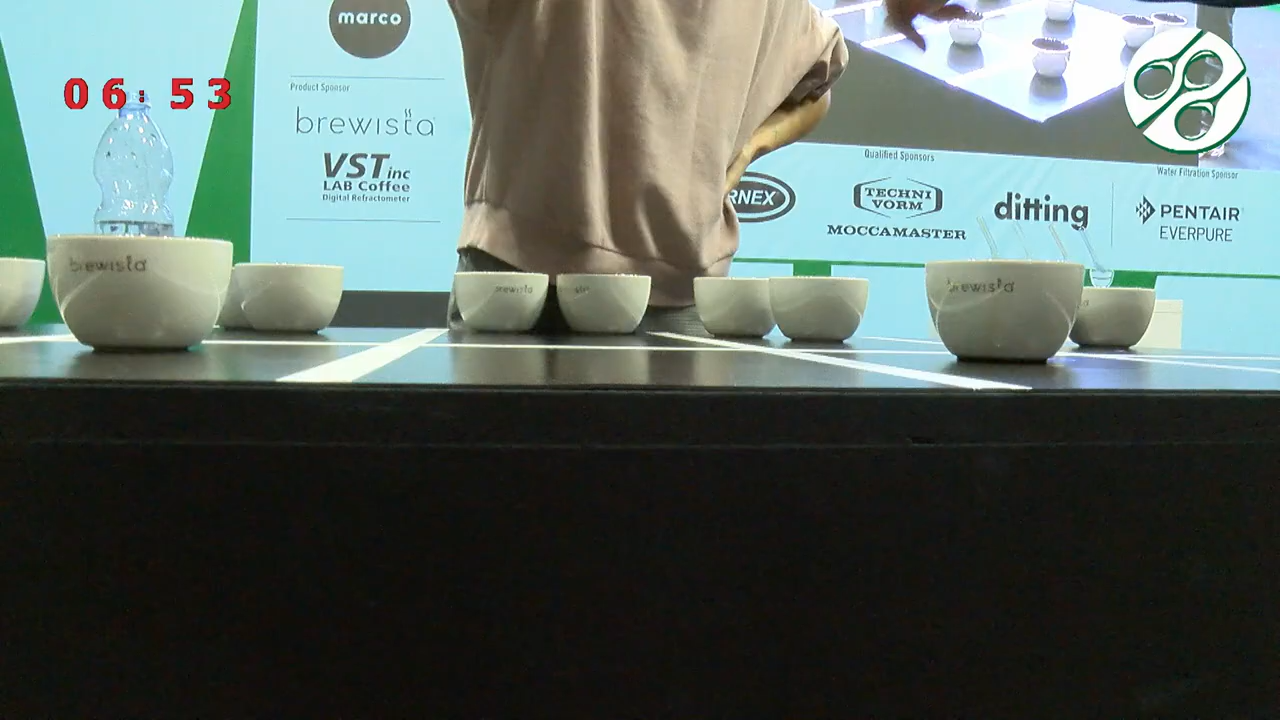 marco
06:53
Product Sponsor
brewista
VSTinc
LAB Coffee
Digital Refractometer
Qualified Sponsors
Water Filtration Sponsor
RNEX
TECHNI
VORM
MOCCAMASTER
ditting
PENTAIR
EVERPURE
brewista
brewista
brewista